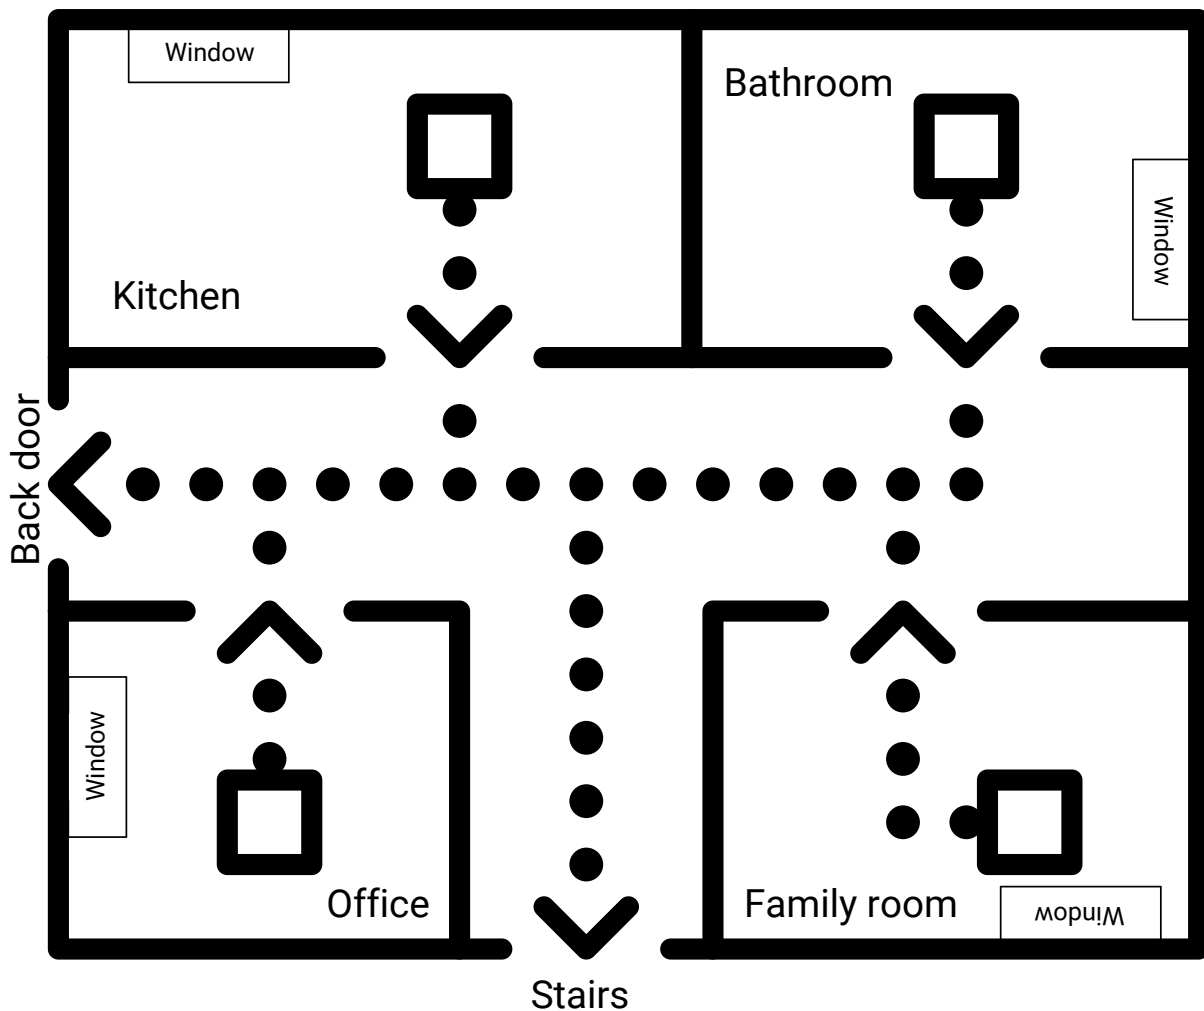 Window
Bathroom
Window
Kitchen
Back door
Window
Office
Family room
Window
Stairs